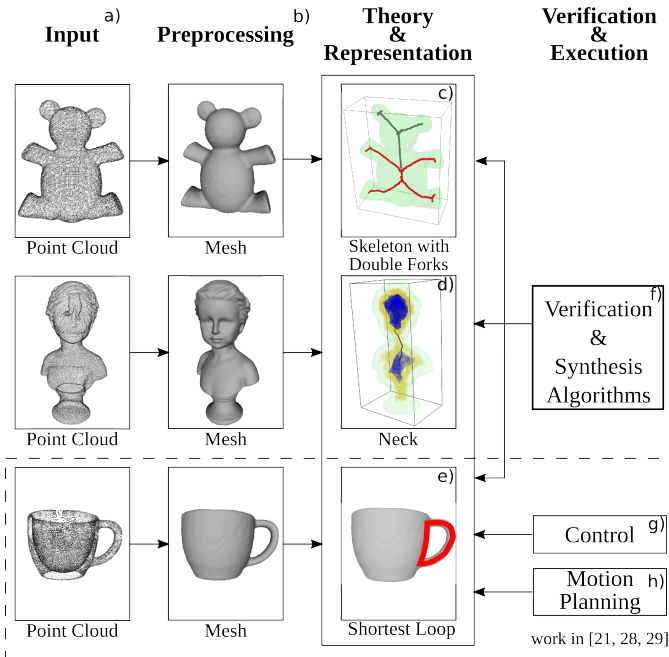 a)
Input
b)
Preprocessing
Theory
&
Representation
Verification
&
Execution
c)
Point Cloud
Mesh
Skeleton with
Double Forks
d)
Point Cloud
Mesh
Neck
f)
Verification
&
Synthesis
Algorithms
e)
Point Cloud
Mesh
Shortest Loop
g)
Control
h)
Motion
Planning
work in [21, 28, 29]